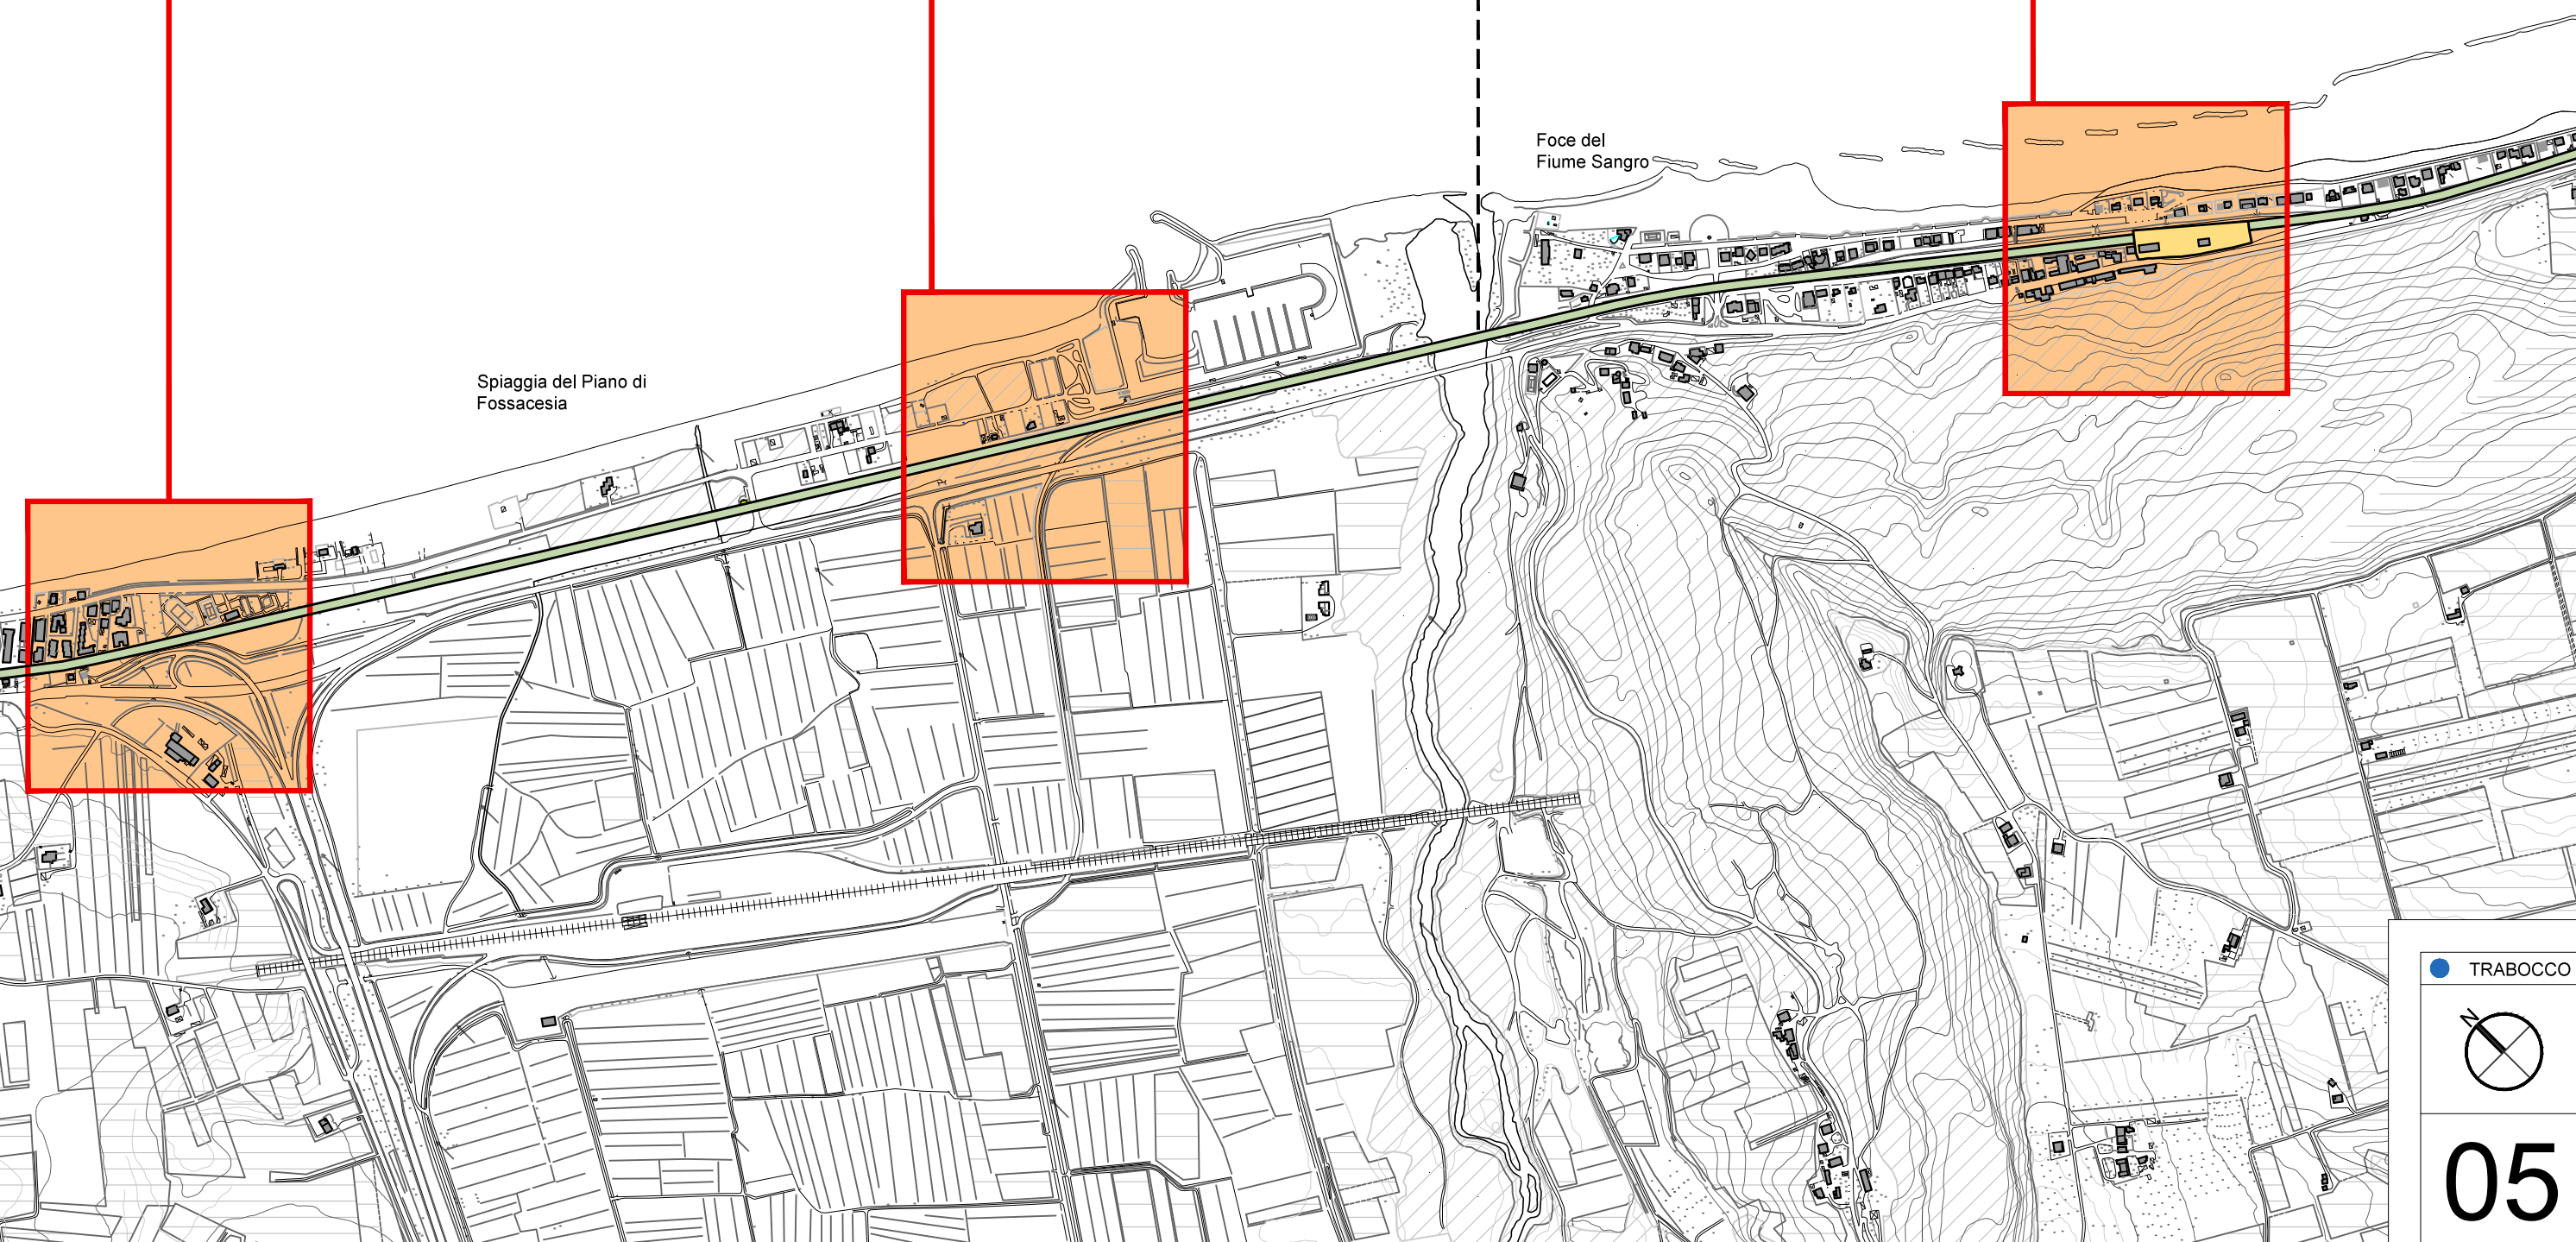 Foce del
Fiume Sangro
Spiaggia del Piano di
Fossacesia
TRABOCCO
N
05